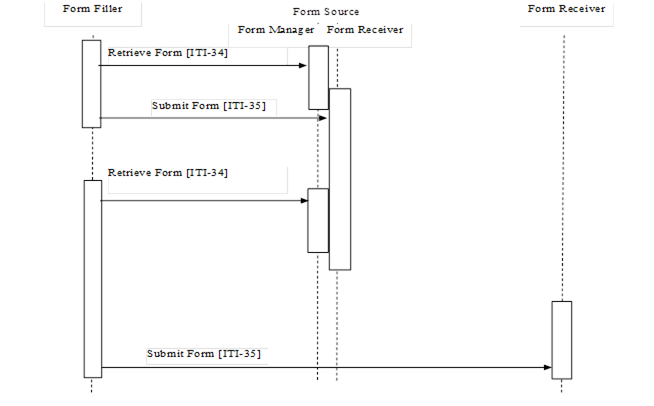 Form Filler
Form Source
Form Receiver
Form Manager
Form Receiver
Retrieve Form [ITI-34]
Submit Form [ITI-35]
Retrieve Form [ITI-34]
Submit Form [ITI-35]